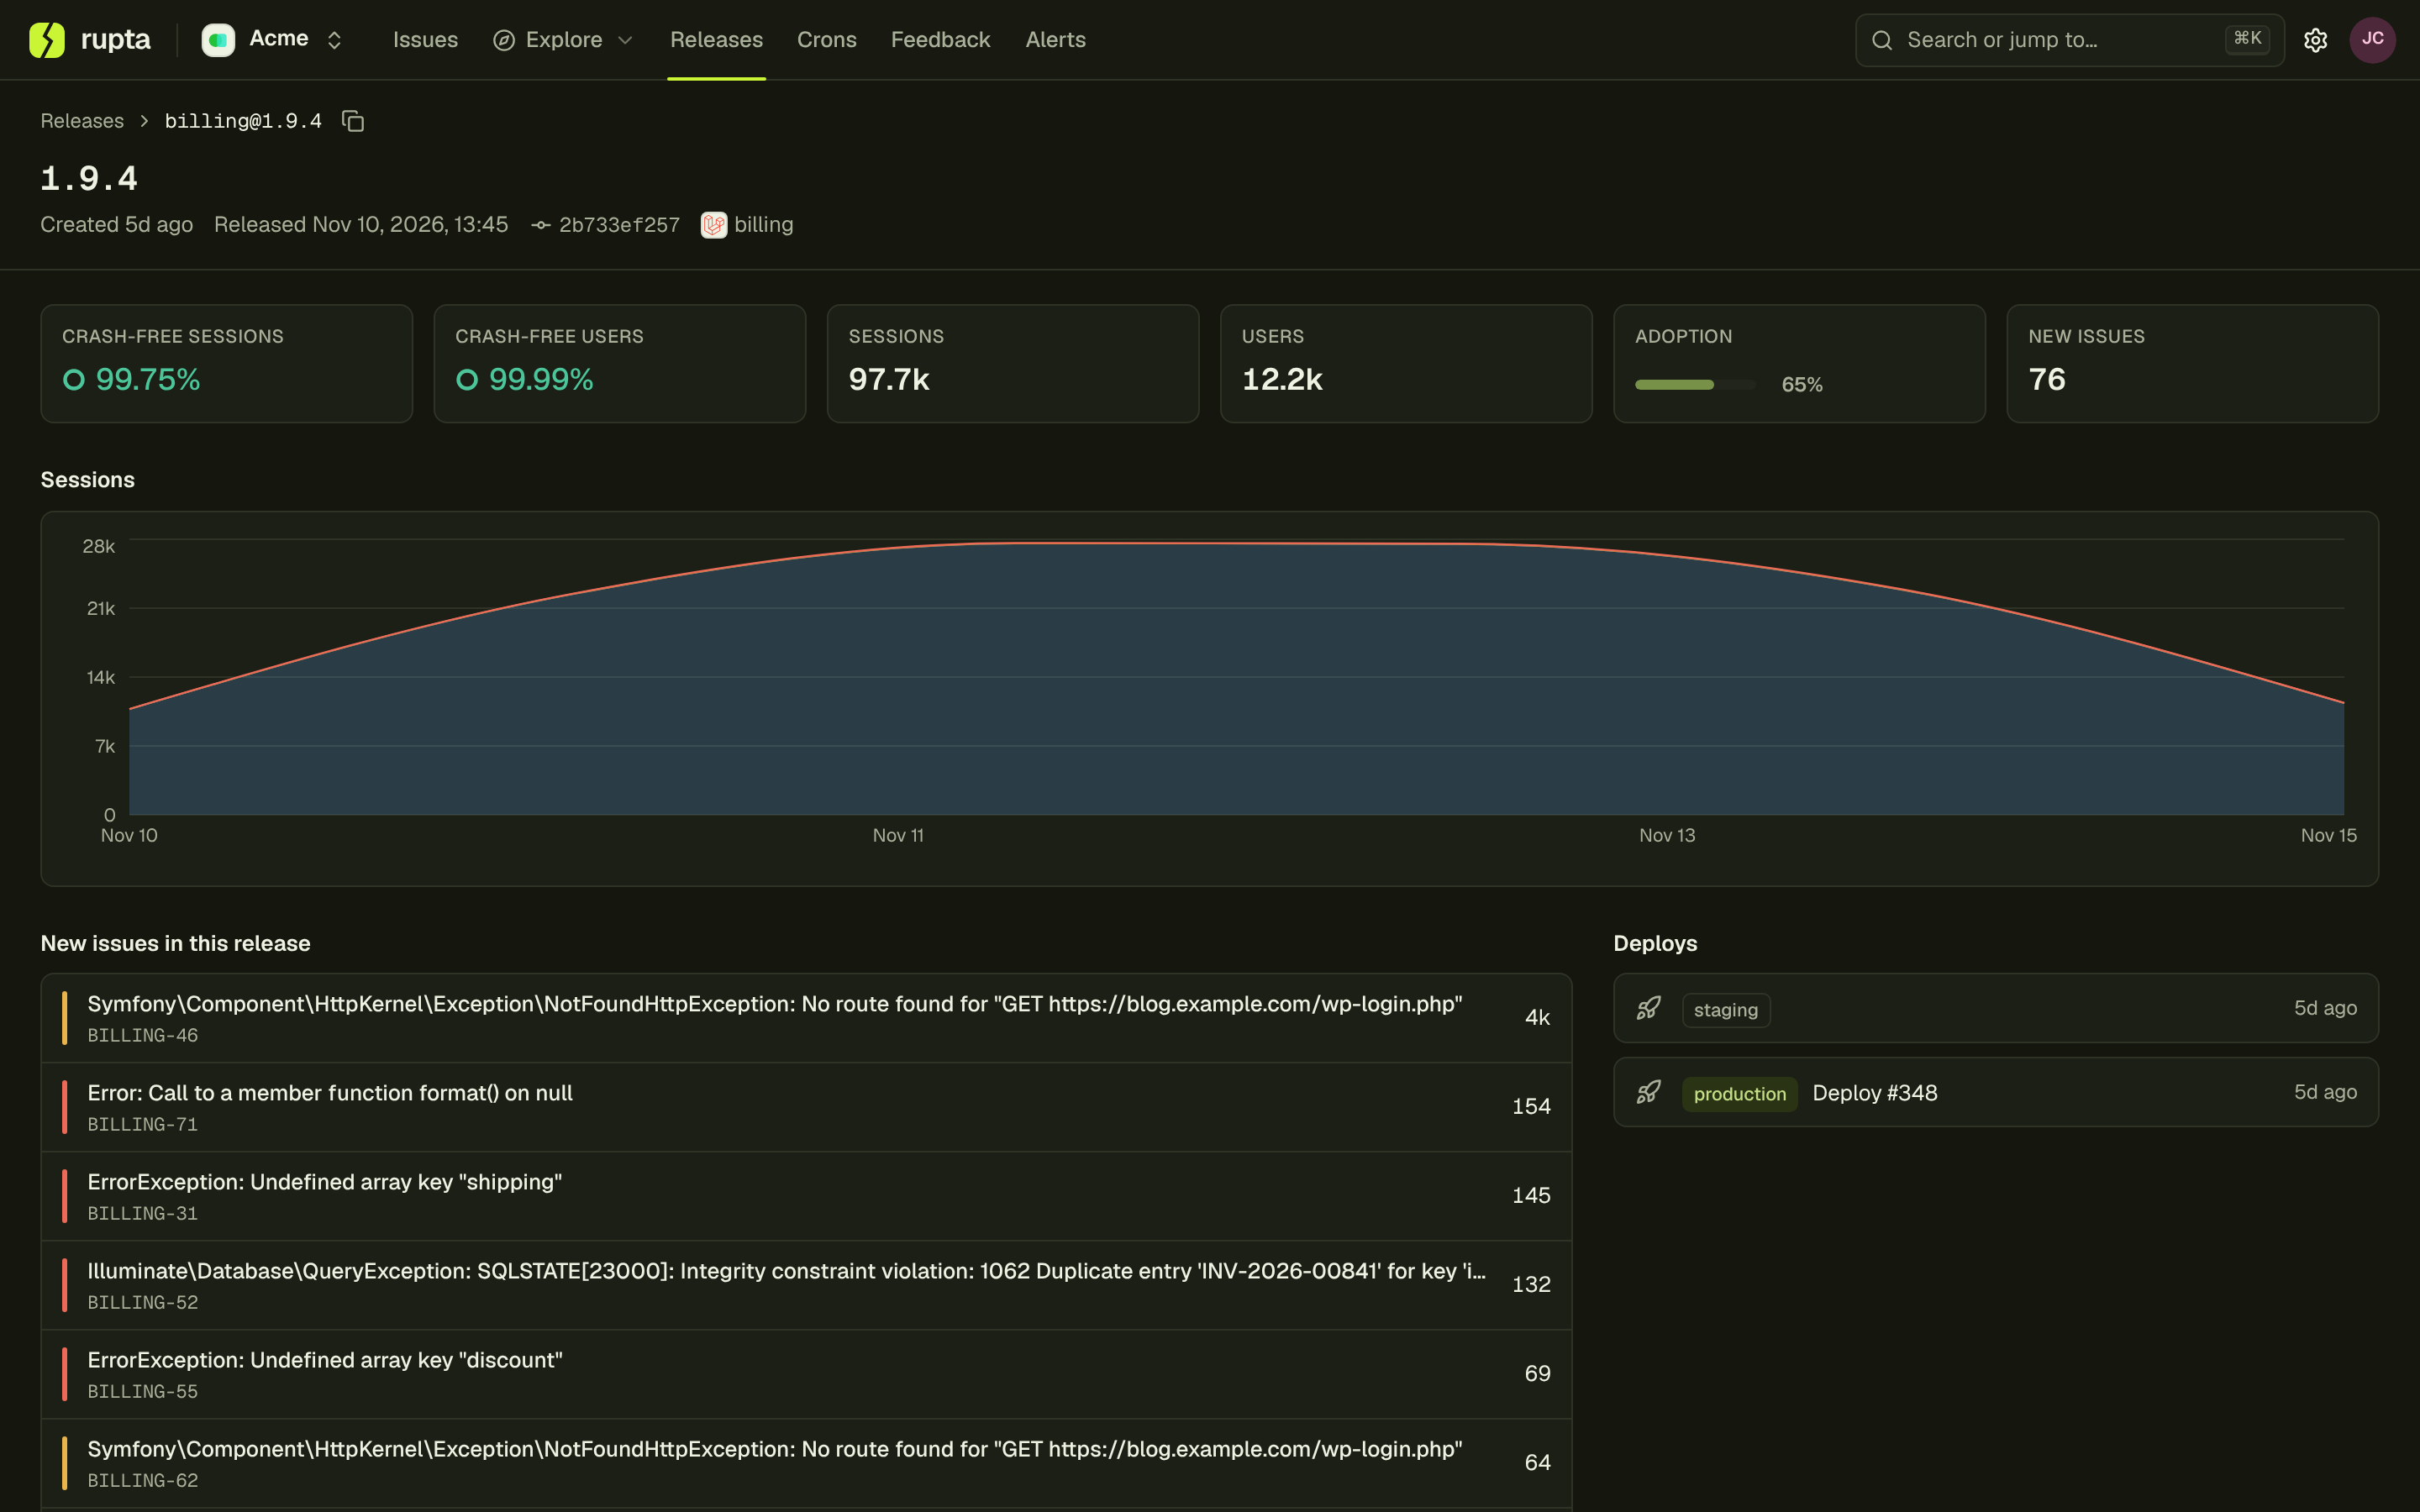 rupta
Acme
Issues
Explore
Releases
Crons
Feedback
Alerts
Search or jump to...
⌘K
JC
Releases > billing@1.9.4
1.9.4
Created 5d ago Released Nov 10, 2026, 13:45 2b733ef257 billing
CRASH-FREE SESSIONS
99.75%
CRASH-FREE USERS
99.99%
SESSIONS
97.7k
USERS
12.2k
ADOPTION
65%
NEW ISSUES
76
Sessions
28k
21k
14k
7k
0
Nov 10
Nov 11
Nov 13
Nov 15
New issues in this release
Symfony\Component\HttpKernel\Exception\NotFoundHttpException: No route found for "GET https://blog.example.com/wp-login.php"
BILLING-46
4k
Error: Call to a member function format() on null
BILLING-71
154
ErrorException: Undefined array key "shipping"
BILLING-31
145
Illuminate\Database\QueryException: SQLSTATE[23000]: Integrity constraint violation: 1062 Duplicate entry 'INV-2026-00841' for key 'i...
BILLING-52
132
ErrorException: Undefined array key "discount"
BILLING-55
69
Symfony\Component\HttpKernel\Exception\NotFoundHttpException: No route found for "GET https://blog.example.com/wp-login.php"
BILLING-62
64
Deploys
staging
5d ago
production Deploy #348
5d ago